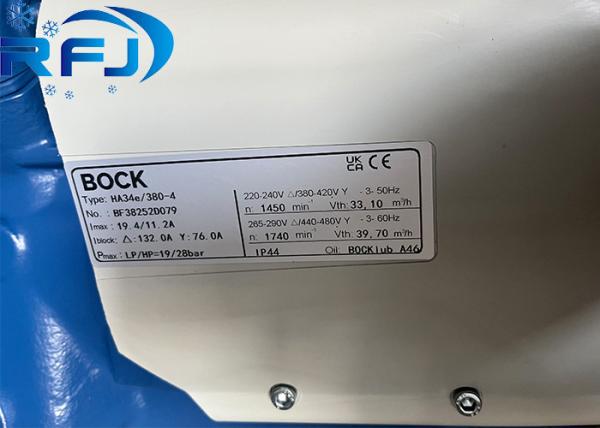 RFJ
BOCK
UK CA CE
Type: HA34e/380-4
No.: BF38252D079
Imax: 19.4/11.2A
Iblock: △:132.0A Y:76.0A
Pmax: LP/HP=19/28bar
220-240V △/380-420V Y - 3- 50Hz
n: 1450 min⁻¹ Vth: 33,10 m³/h
265-290V △/440-480V Y - 3- 60Hz
n: 1740 min⁻¹ Vth: 39,70 m³/h
IP44 Oil: BOCKlub A46